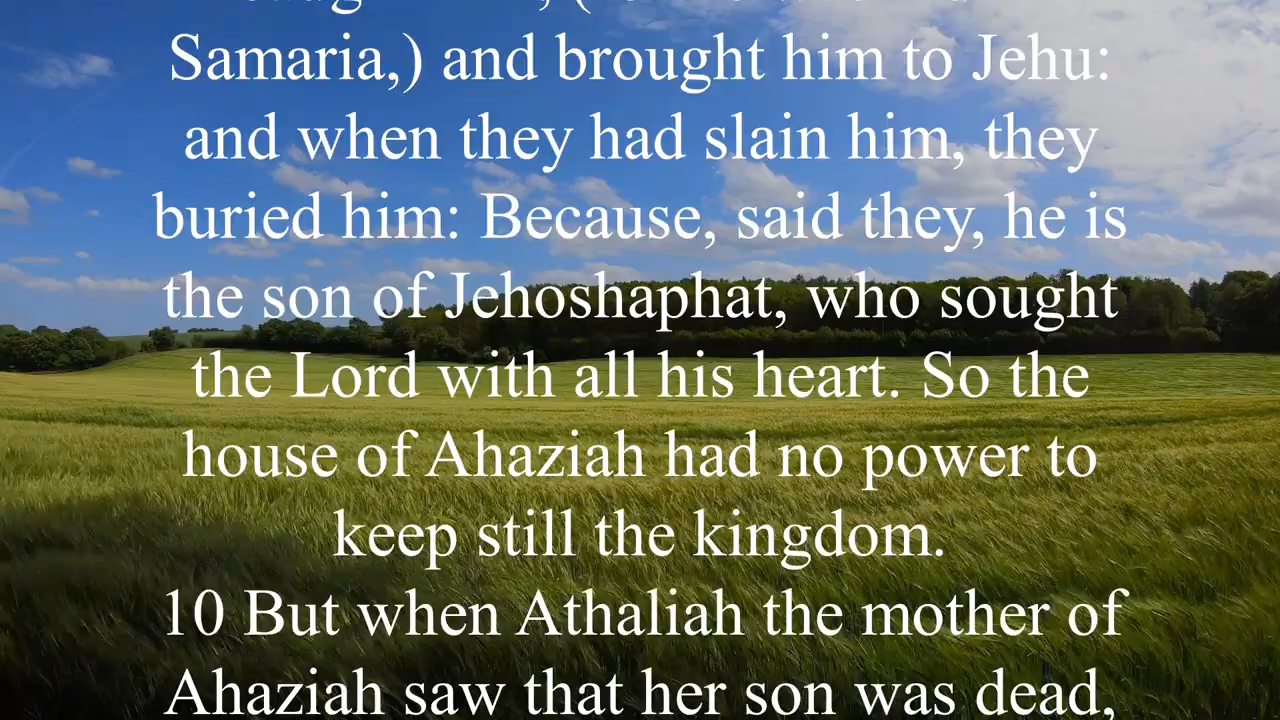 Samaria,) and brought him to Jehu:
and when they had slain him, they
buried him: Because, said they, he is
the son of Jehoshaphat, who sought
the Lord with all his heart. So the
house of Ahaziah had no power to
keep still the kingdom.
10 But when Athaliah the mother of
Ahaziah saw that her son was dead,